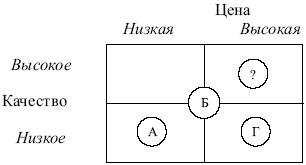 Цена
Низкая Высокая
Высокое
?
Качество
Б
Низкое
А Г